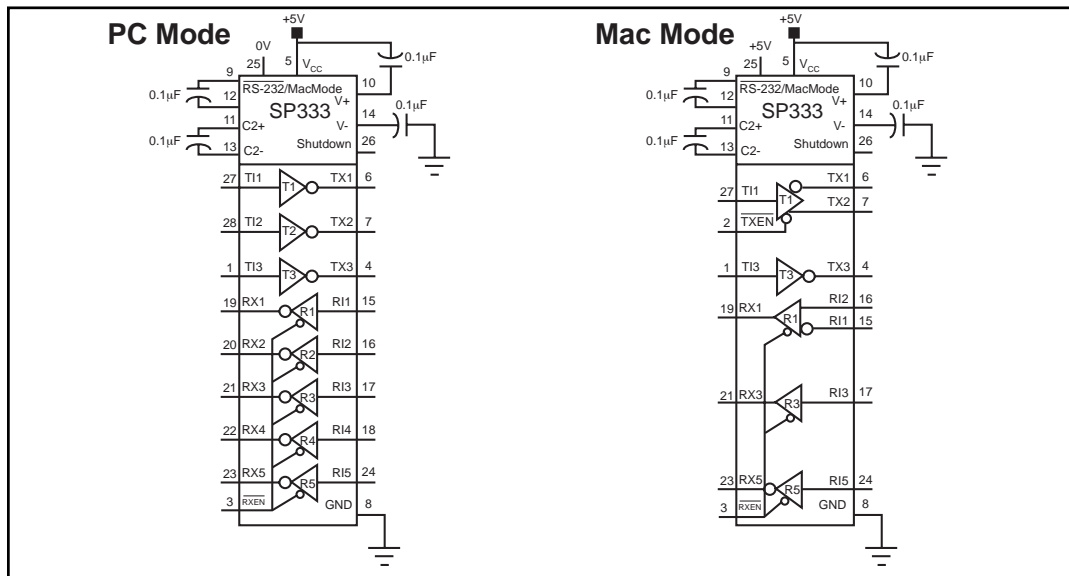 PC Mode
+5V
0V
25
5
VCC
0.1µF
9
RS-232/MacMode
10
V+
0.1µF
12
SP333
0.1µF
11
C2+
14
V-
0.1µF
13
C2-
Shutdown
26
27
TI1
T1
TX1
6
28
TI2
T2
TX2
7
1
TI3
T3
TX3
4
19
RX1
R1
RI1
15
20
RX2
R2
RI2
16
21
RX3
R3
RI3
17
22
RX4
R4
RI4
18
23
RX5
R5
RI5
24
3
RXEN
GND
8
Mac Mode
+5V
+5V
25
5
VCC
0.1µF
9
RS-232/MacMode
10
V+
0.1µF
12
SP333
0.1µF
11
C2+
14
V-
0.1µF
13
C2-
Shutdown
26
TX1
6
27
TI1
T1
TX2
7
2
TXEN
1
TI3
T3
TX3
4
RI2
16
19
RX1
R1
RI1
15
21
RX3
R3
RI3
17
23
RX5
R5
RI5
24
3
RXEN
GND
8